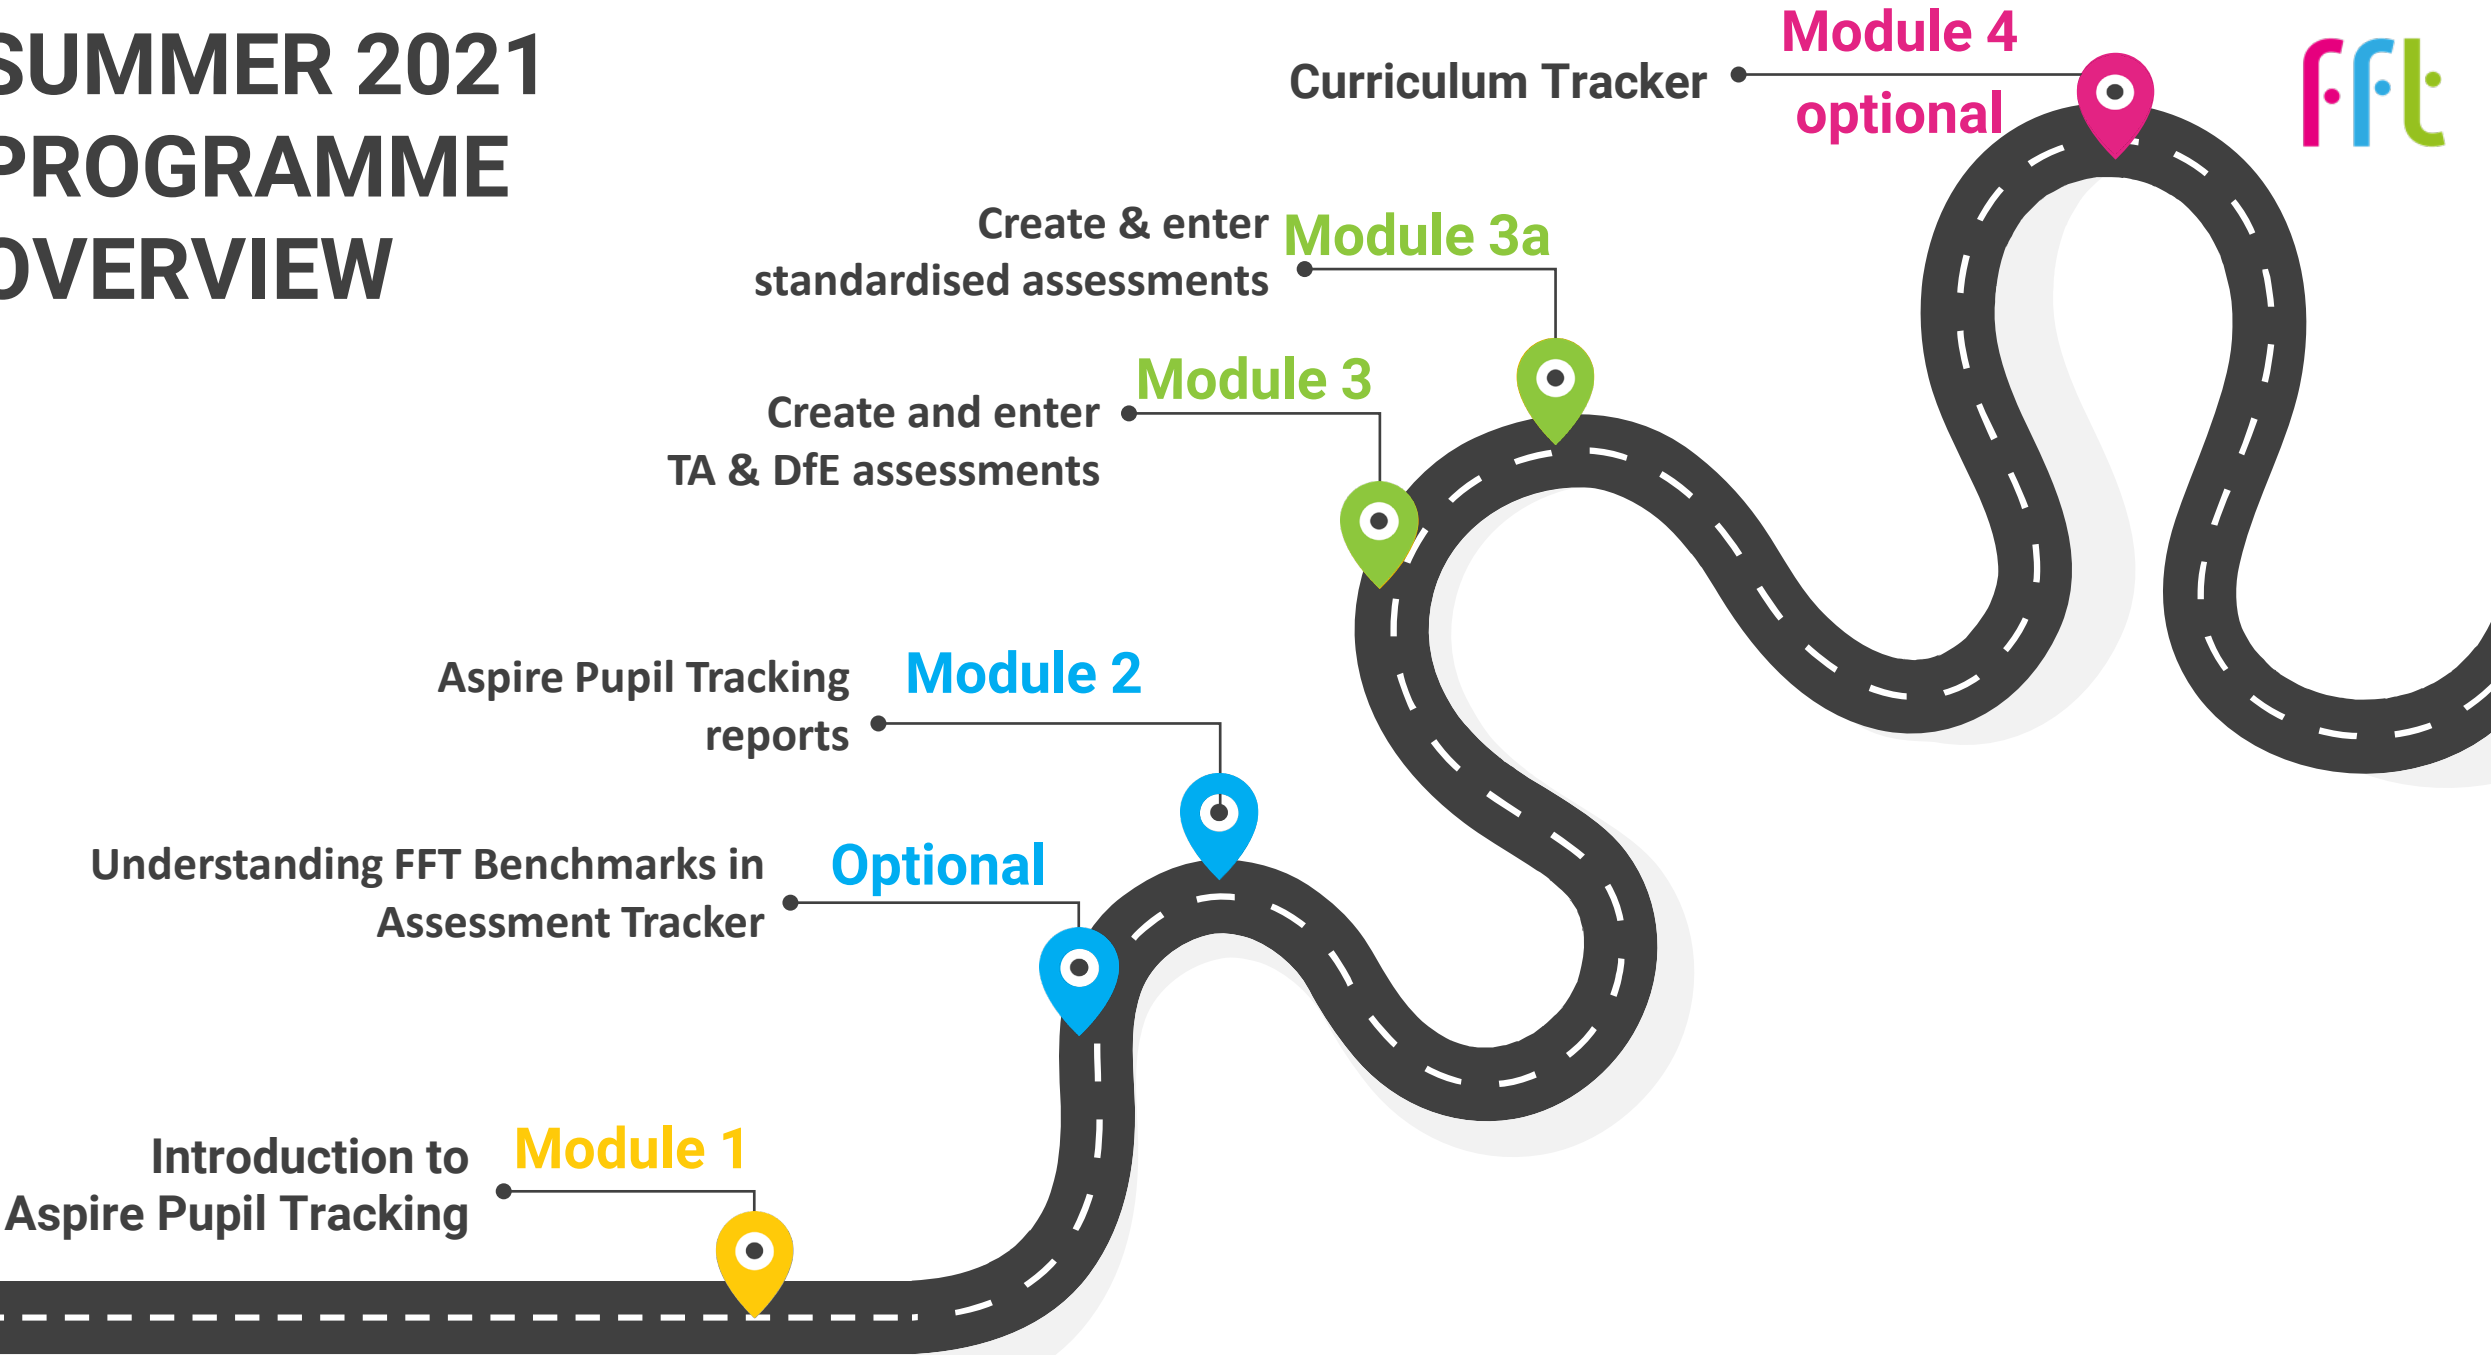 SUMMER 2021
PROGRAMME
OVERVIEW
Module 4
Curriculum Tracker
optional
fft
Create & enter
standardised assessments
Module 3a
Module 3
Create and enter
TA & DfE assessments
Module 2
Aspire Pupil Tracking
reports
Optional
Understanding FFT Benchmarks in
Assessment Tracker
Module 1
Introduction to
Aspire Pupil Tracking